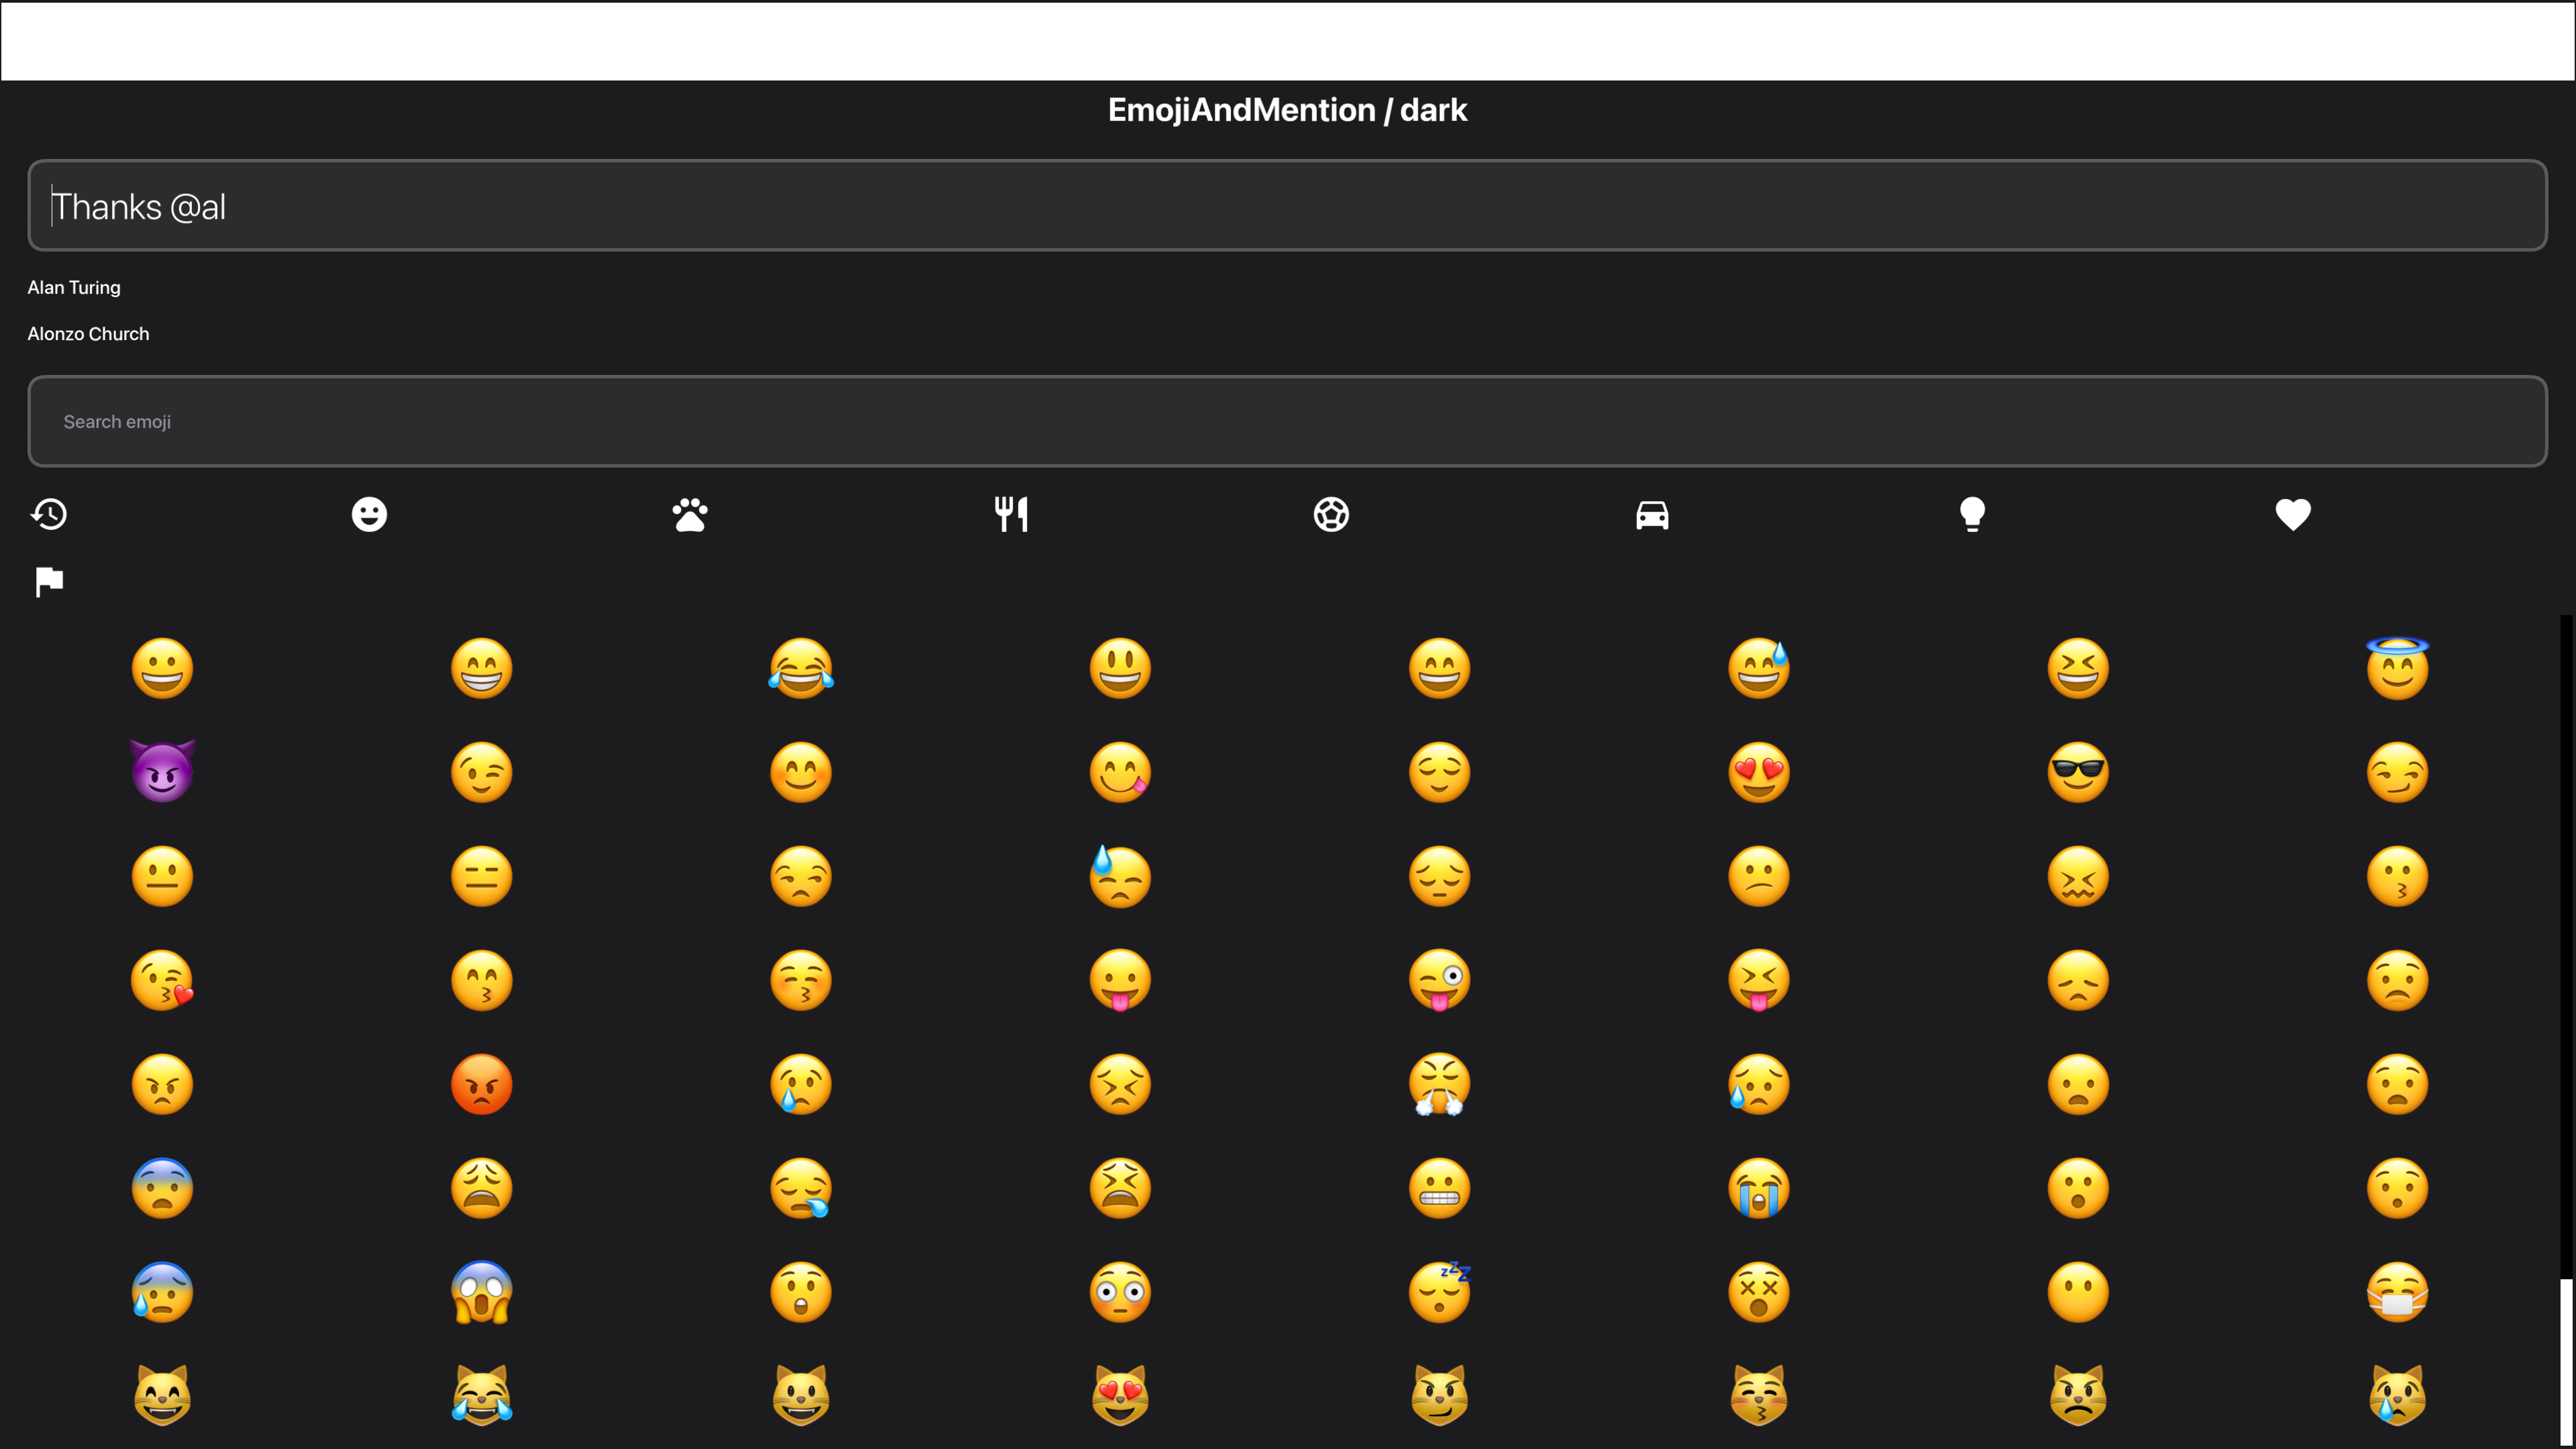 EmojiAndMention / dark
Thanks @al
Alan Turing
Alonzo Church
Search emoji